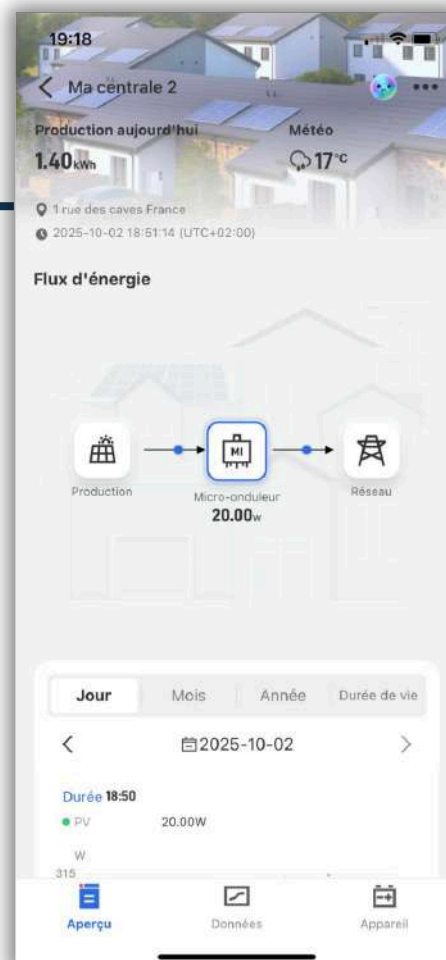 19:18
Ma centrale 2
Production aujourd'hui
Météo
1.40kWh
17°C
1 rue des caves France
2025-10-02 18:51:14 (UTC+02:00)
Flux d'énergie
MI
Production
Micro-onduleur
Réseau
20.00w
Jour
Mois
Année
Durée de vie
2025-10-02
Durée 18:50
PV
20.00W
W
315
Aperçu
Données
Appareil